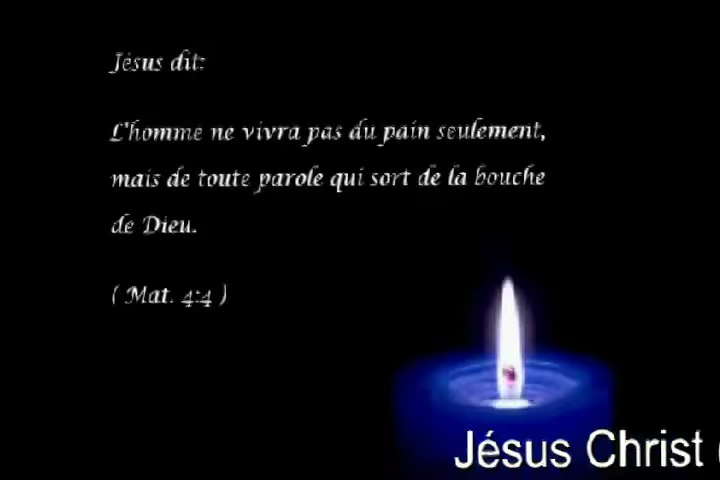 Jésus dit:
L'homme ne vivra pas du pain seulement,
mais de toute parole qui sort de la bouche
de Dieu.
( Mat. 4:4 )
Jésus Christ